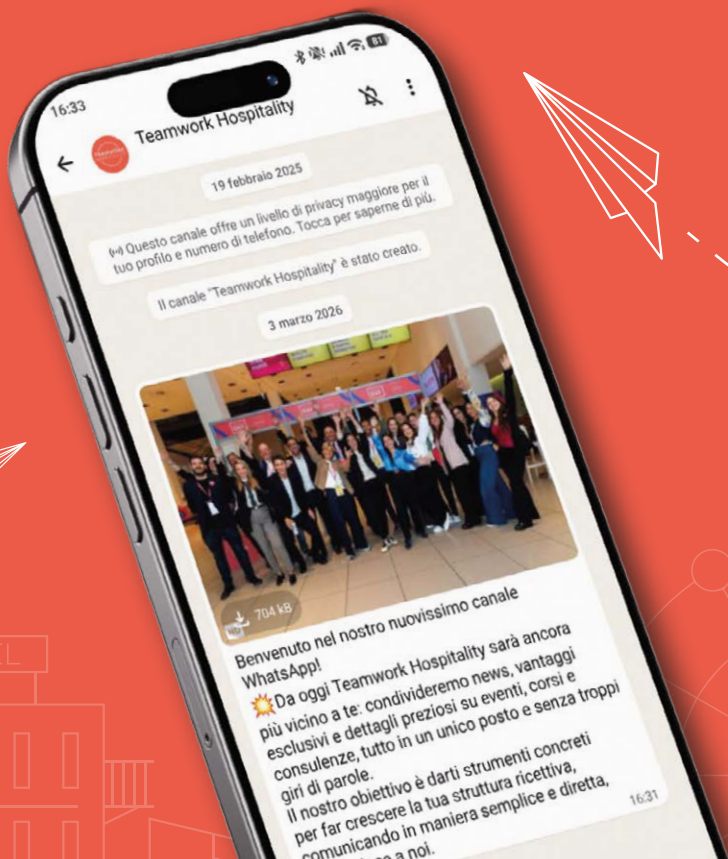 16:33
81
Teamwork Hospitality
19 febbraio 2025
Questo canale offre un livello di privacy maggiore per il
tuo profilo e numero di telefono. Tocca per saperne di più.
Il canale "Teamwork Hospitality" è stato creato.
3 marzo 2026
704 kB
Benvenuto nel nostro nuovissimo canale
WhatsApp!
💥Da oggi Teamwork Hospitality sarà ancora
più vicino a te: condivideremo news, vantaggi
esclusivi e dettagli preziosi su eventi, corsi e
consulenze, tutto in un unico posto e senza troppi
giri di parole.
Il nostro obiettivo è darti strumenti concreti
per far crescere la tua struttura ricettiva,
comunicando in maniera semplice e diretta,
a noi.
16:31
EL